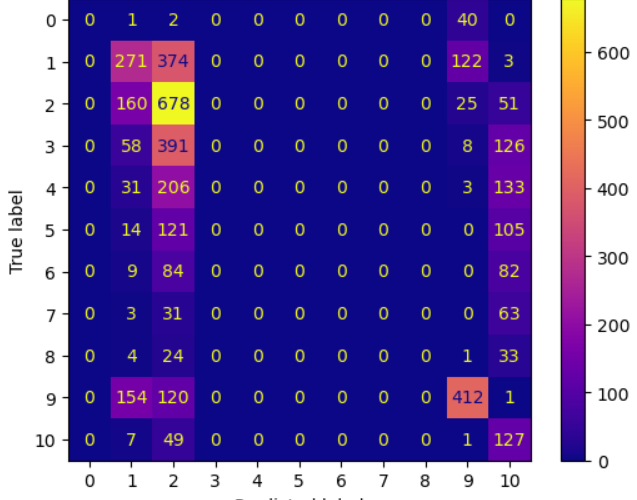 0 0 1 2 0 0 0 0 0 0 40 0
1 0 271 374 0 0 0 0 0 0 122 3
2 0 160 678 0 0 0 0 0 0 25 51
3 0 58 391 0 0 0 0 0 0 8 126
4 0 31 206 0 0 0 0 0 0 3 133
5 0 14 121 0 0 0 0 0 0 0 105
6 0 9 84 0 0 0 0 0 0 0 82
7 0 3 31 0 0 0 0 0 0 0 63
8 0 4 24 0 0 0 0 0 0 1 33
9 0 154 120 0 0 0 0 0 0 412 1
10 0 7 49 0 0 0 0 0 0 1 127
0 1 2 3 4 5 6 7 8 9 10
True label
600
500
400
300
200
100
0